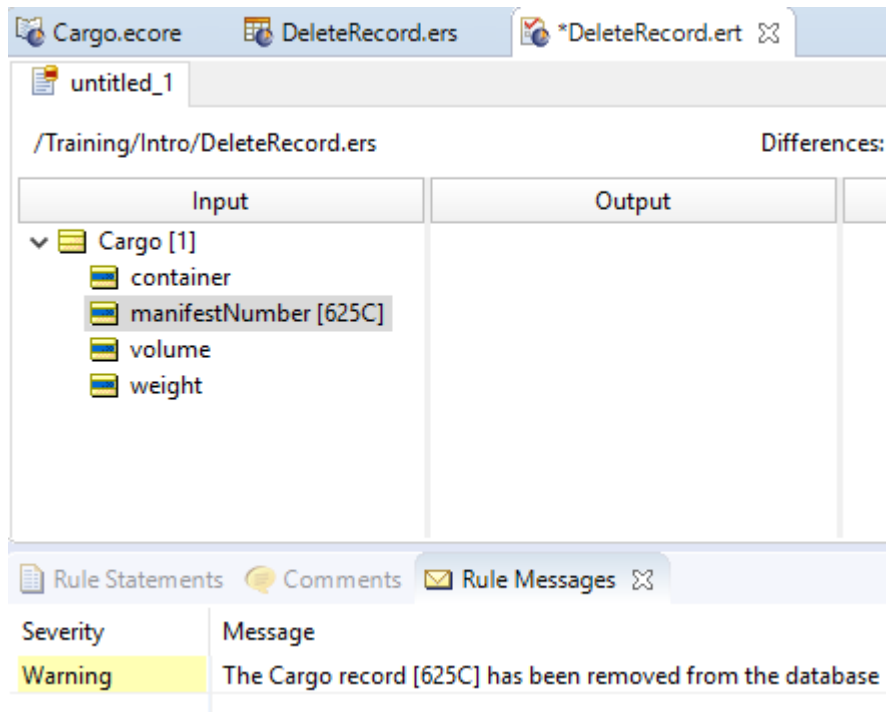 Cargo.ecore DeleteRecord.ers *DeleteRecord.ert
untitled_1
/Training/Intro/DeleteRecord.ers Differences:
Input Output
Cargo [1]
container
manifestNumber [625C]
volume
weight
Rule Statements Comments Rule Messages
Severity Message
Warning The Cargo record [625C] has been removed from the database